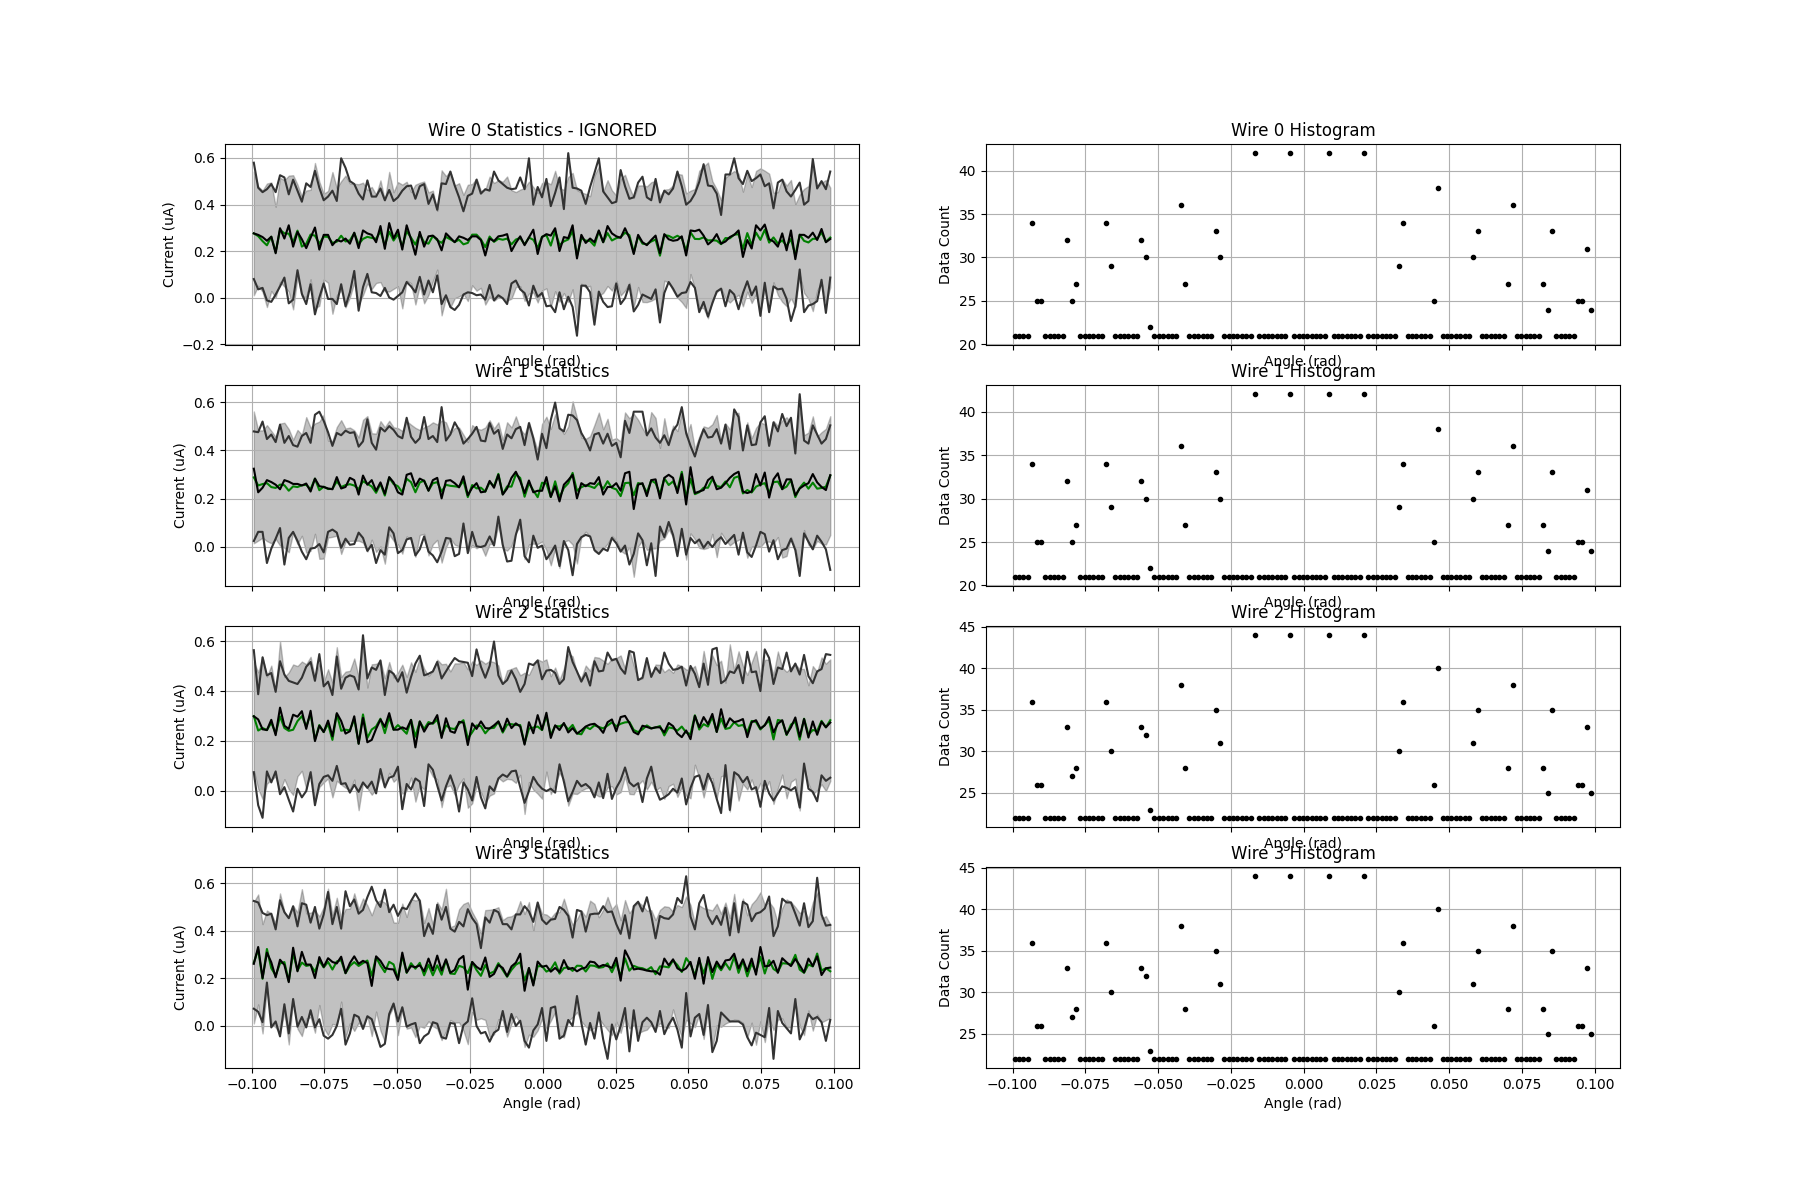 Wire 0 Statistics - IGNORED
Current (uA)
0.6
0.4
0.2
0.0
−0.2
Angle (rad)
Wire 0 Histogram
Data Count
40
35
30
25
20
Angle (rad)
Wire 1 Statistics
Current (uA)
0.6
0.4
0.2
0.0
Angle (rad)
Wire 1 Histogram
Data Count
40
35
30
25
20
Angle (rad)
Wire 2 Statistics
Current (uA)
0.6
0.4
0.2
0.0
Angle (rad)
Wire 2 Histogram
Data Count
45
40
35
30
25
Angle (rad)
Wire 3 Statistics
Current (uA)
0.6
0.4
0.2
0.0
−0.100 −0.075 −0.050 −0.025 0.000 0.025 0.050 0.075 0.100
Angle (rad)
Wire 3 Histogram
Data Count
45
40
35
30
25
−0.100 −0.075 −0.050 −0.025 0.000 0.025 0.050 0.075 0.100
Angle (rad)